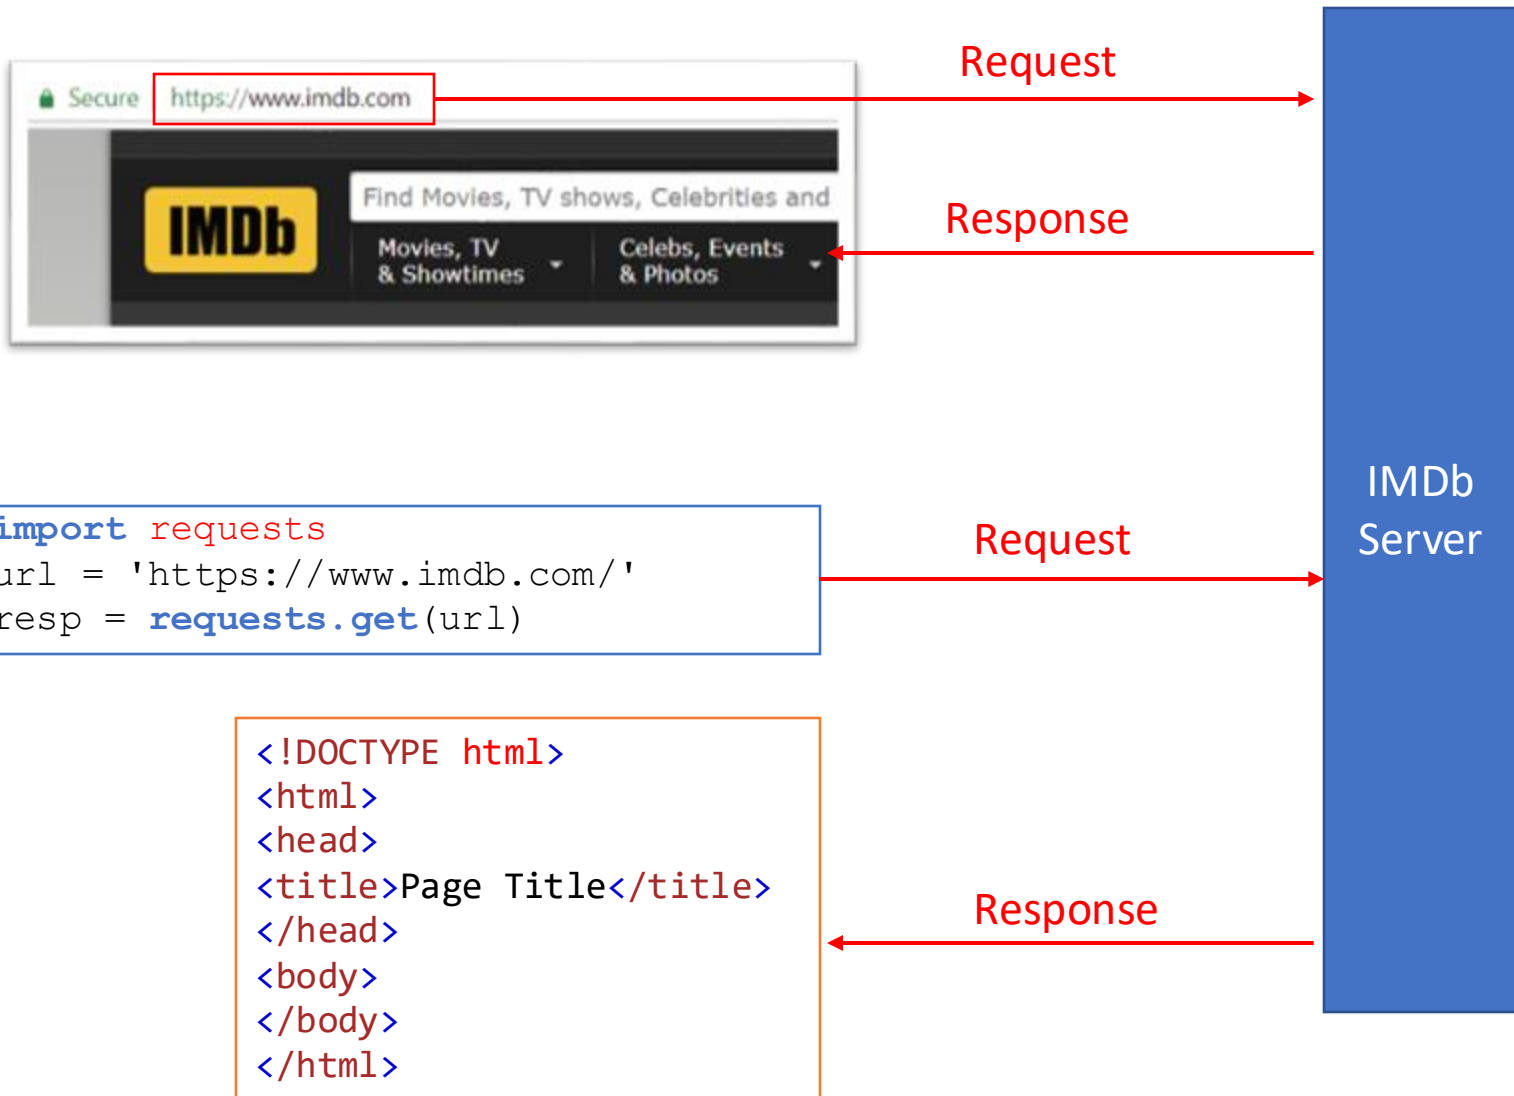 Request
Secure https://www.imdb.com
Find Movies, TV shows, Celebrities and
IMDb
Movies, TV
& Showtimes
Celebs, Events
& Photos
Response
import requests
url = 'https://www.imdb.com/'
resp = requests.get(url)
Request
IMDb
Server
<!DOCTYPE html>
<html>
<head>
<title>Page Title</title>
</head>
<body>
</body>
</html>
Response